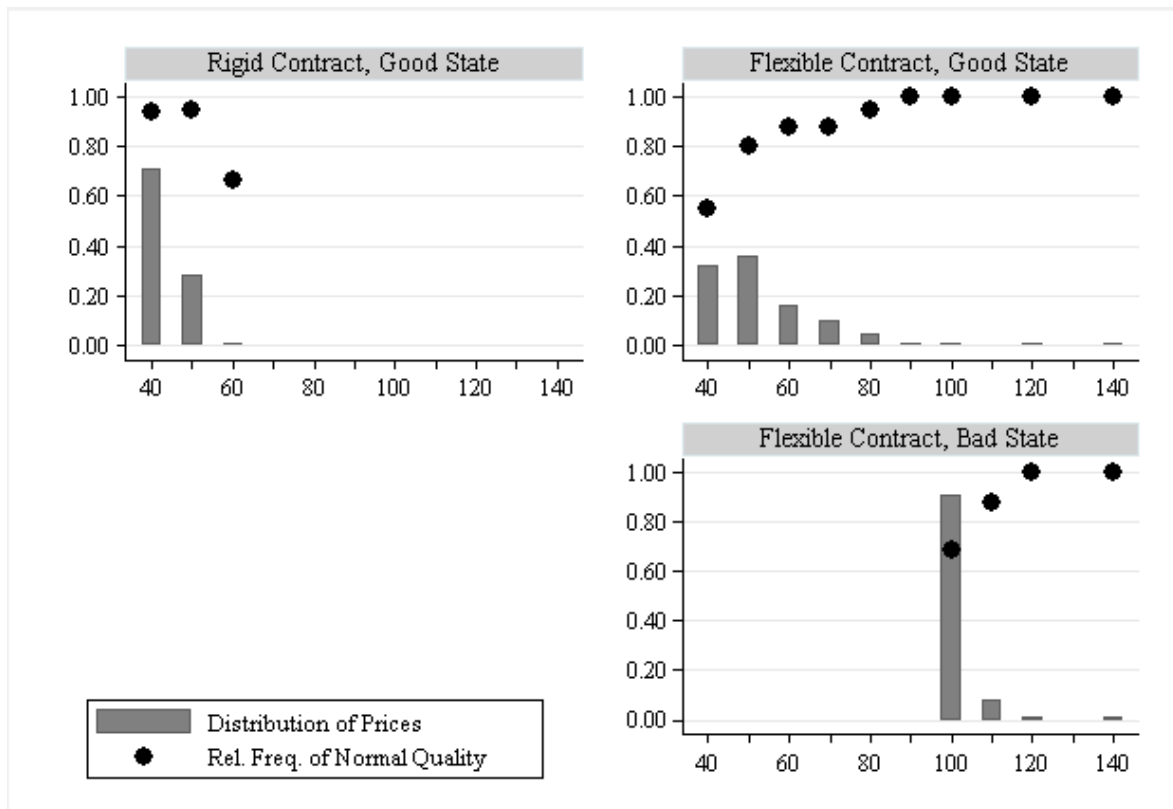 Rigid Contract, Good State
1.00
0.80
0.60
0.40
0.20
0.00
40 60 80 100 120 140
Flexible Contract, Good State
1.00
0.80
0.60
0.40
0.20
0.00
40 60 80 100 120 140
Flexible Contract, Bad State
1.00
0.80
0.60
0.40
0.20
0.00
40 60 80 100 120 140
Distribution of Prices
Rel. Freq. of Normal Quality